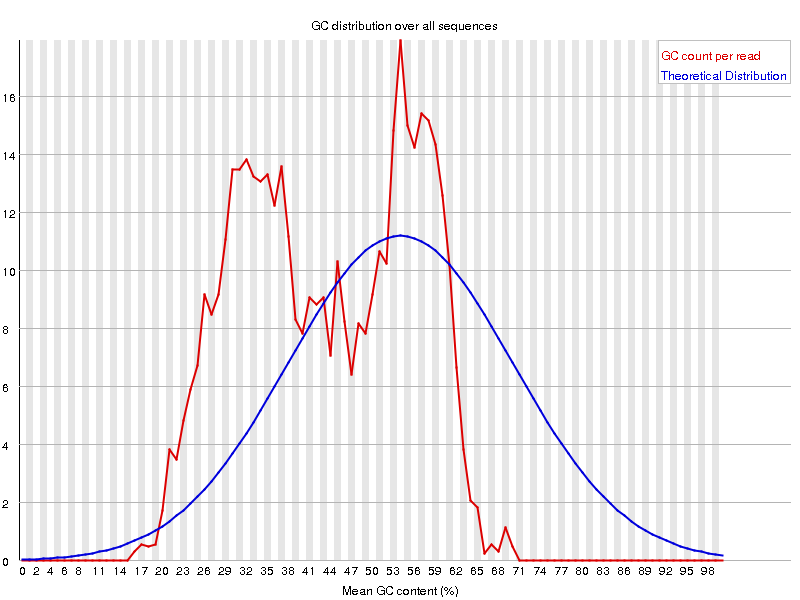 GC distribution over all sequences
GC count per read
Theoretical Distribution
16
14
12
10
8
6
4
2
0
0 2 4 6 8 11 14 17 20 23 26 29 32 35 38 41 44 47 50 53 56 59 62 65 68 71 74 77 80 83 86 89 92 95 98
Mean GC content (%)